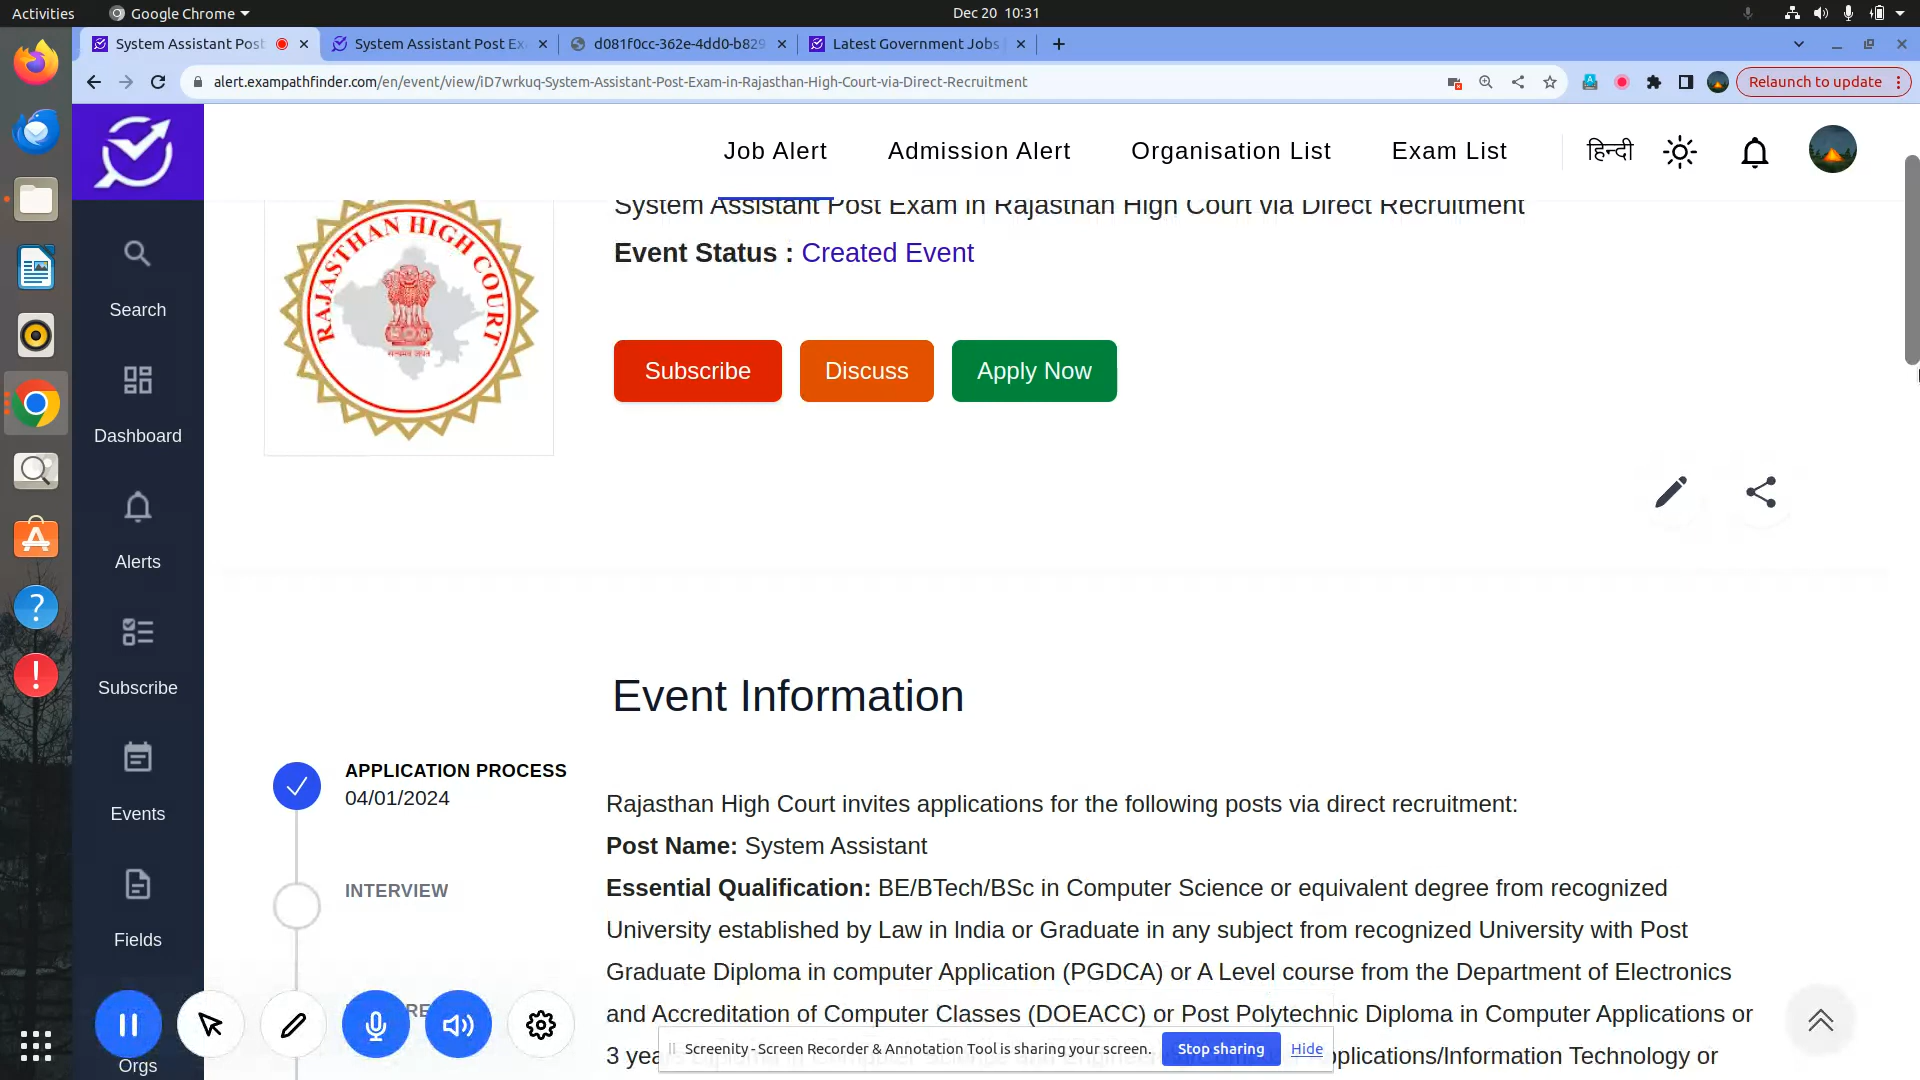 Activities
Google Chrome
Dec 20 10:31
System Assistant Post
System Assistant Post Ex
d081f0cc-362e-4dd0-b829
Latest Government Jobs
alert.exampathfinder.com/en/event/view/iD7wrkuq-System-Assistant-Post-Exam-in-Rajasthan-High-Court-via-Direct-Recruitment
Relaunch to update
Job Alert
Admission Alert
Organisation List
Exam List
हिन्दी
System Assistant Post Exam in Rajasthan High Court via Direct Recruitment
Event Status : Created Event
RAJASTHAN HIGH COURT
Subscribe
Discuss
Apply Now
Search
Dashboard
Alerts
Subscribe
Events
Fields
Orgs
Event Information
APPLICATION PROCESS
04/01/2024
INTERVIEW
Rajasthan High Court invites applications for the following posts via direct recruitment:
Post Name: System Assistant
Essential Qualification: BE/BTech/BSc in Computer Science or equivalent degree from recognized
University established by Law in India or Graduate in any subject from recognized University with Post
Graduate Diploma in computer Application (PGDCA) or A Level course from the Department of Electronics
and Accreditation of Computer Classes (DOEACC) or Post Polytechnic Diploma in Computer Applications or
3 yea
pplications/Information Technology or
Screenity - Screen Recorder & Annotation Tool is sharing your screen.
Stop sharing
Hide